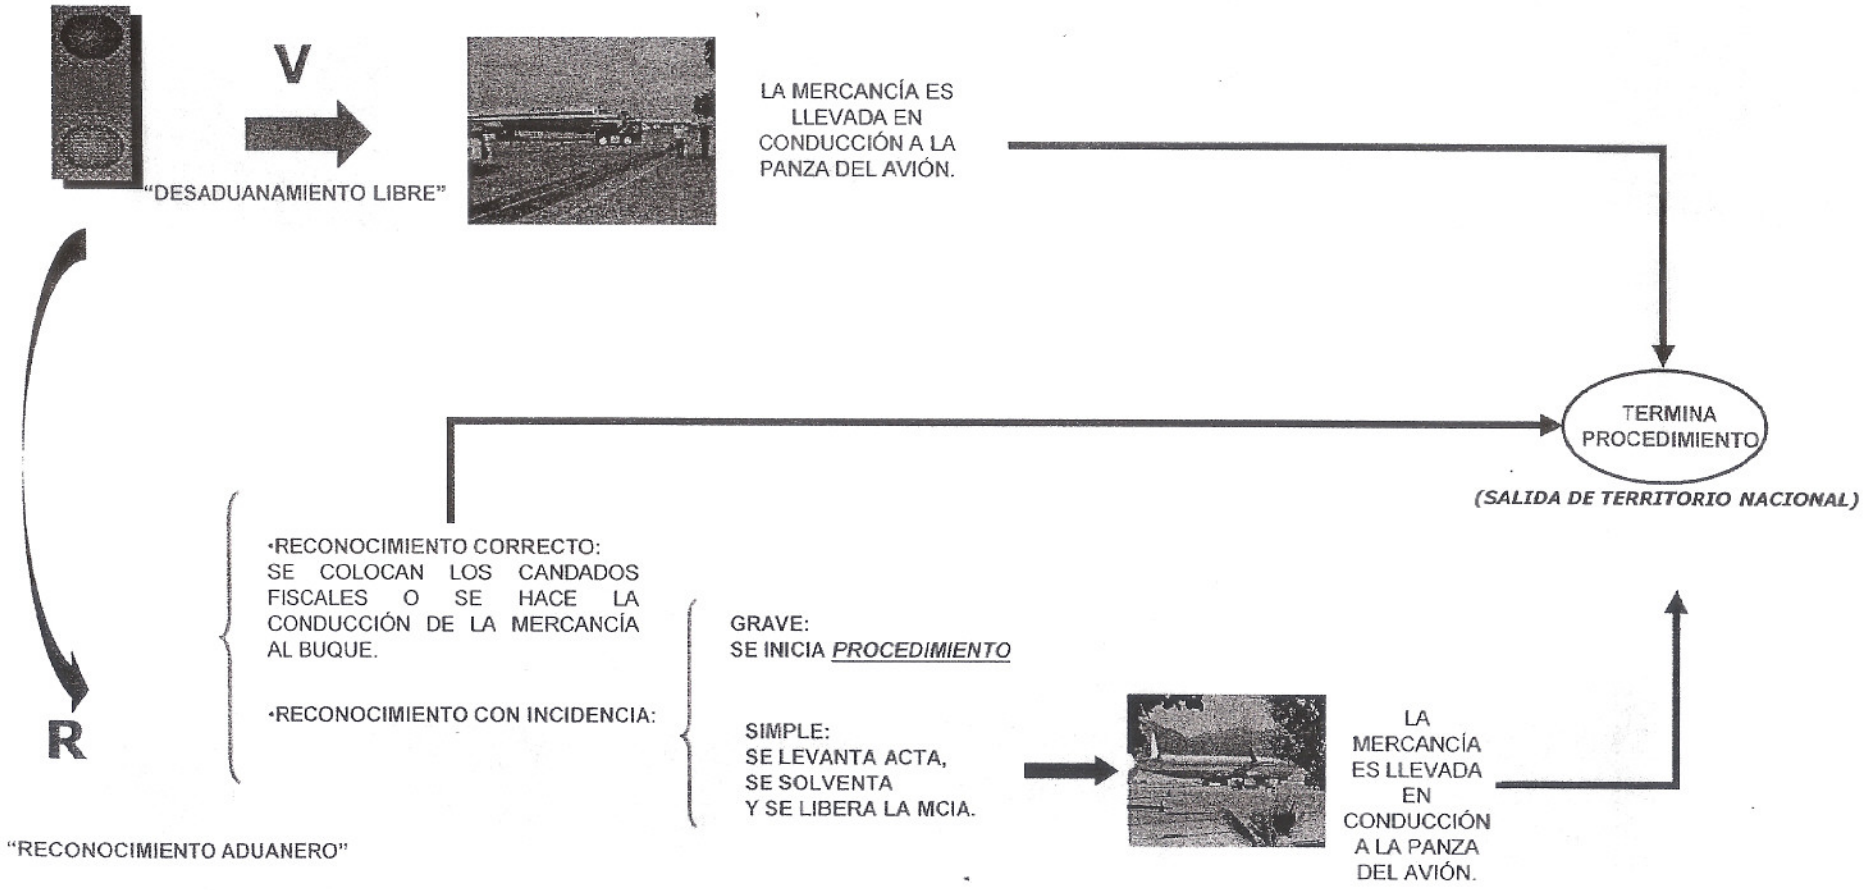 V
"DESADUANAMIENTO LIBRE"
LA MERCANCÍA ES
LLEVADA EN
CONDUCCIÓN A LA
PANZA DEL AVIÓN.
TERMINA
PROCEDIMIENTO
(SALIDA DE TERRITORIO NACIONAL)
R
"RECONOCIMIENTO ADUANERO"
•RECONOCIMIENTO CORRECTO:
SE COLOCAN LOS CANDADOS
FISCALES O SE HACE LA
CONDUCCIÓN DE LA MERCANCÍA
AL BUQUE.
•RECONOCIMIENTO CON INCIDENCIA:
GRAVE:
SE INICIA PROCEDIMIENTO
SIMPLE:
SE LEVANTA ACTA,
SE SOLVENTA
Y SE LIBERA LA MCIA.
LA
MERCANCÍA
ES LLEVADA
EN
CONDUCCIÓN
A LA PANZA
DEL AVIÓN.